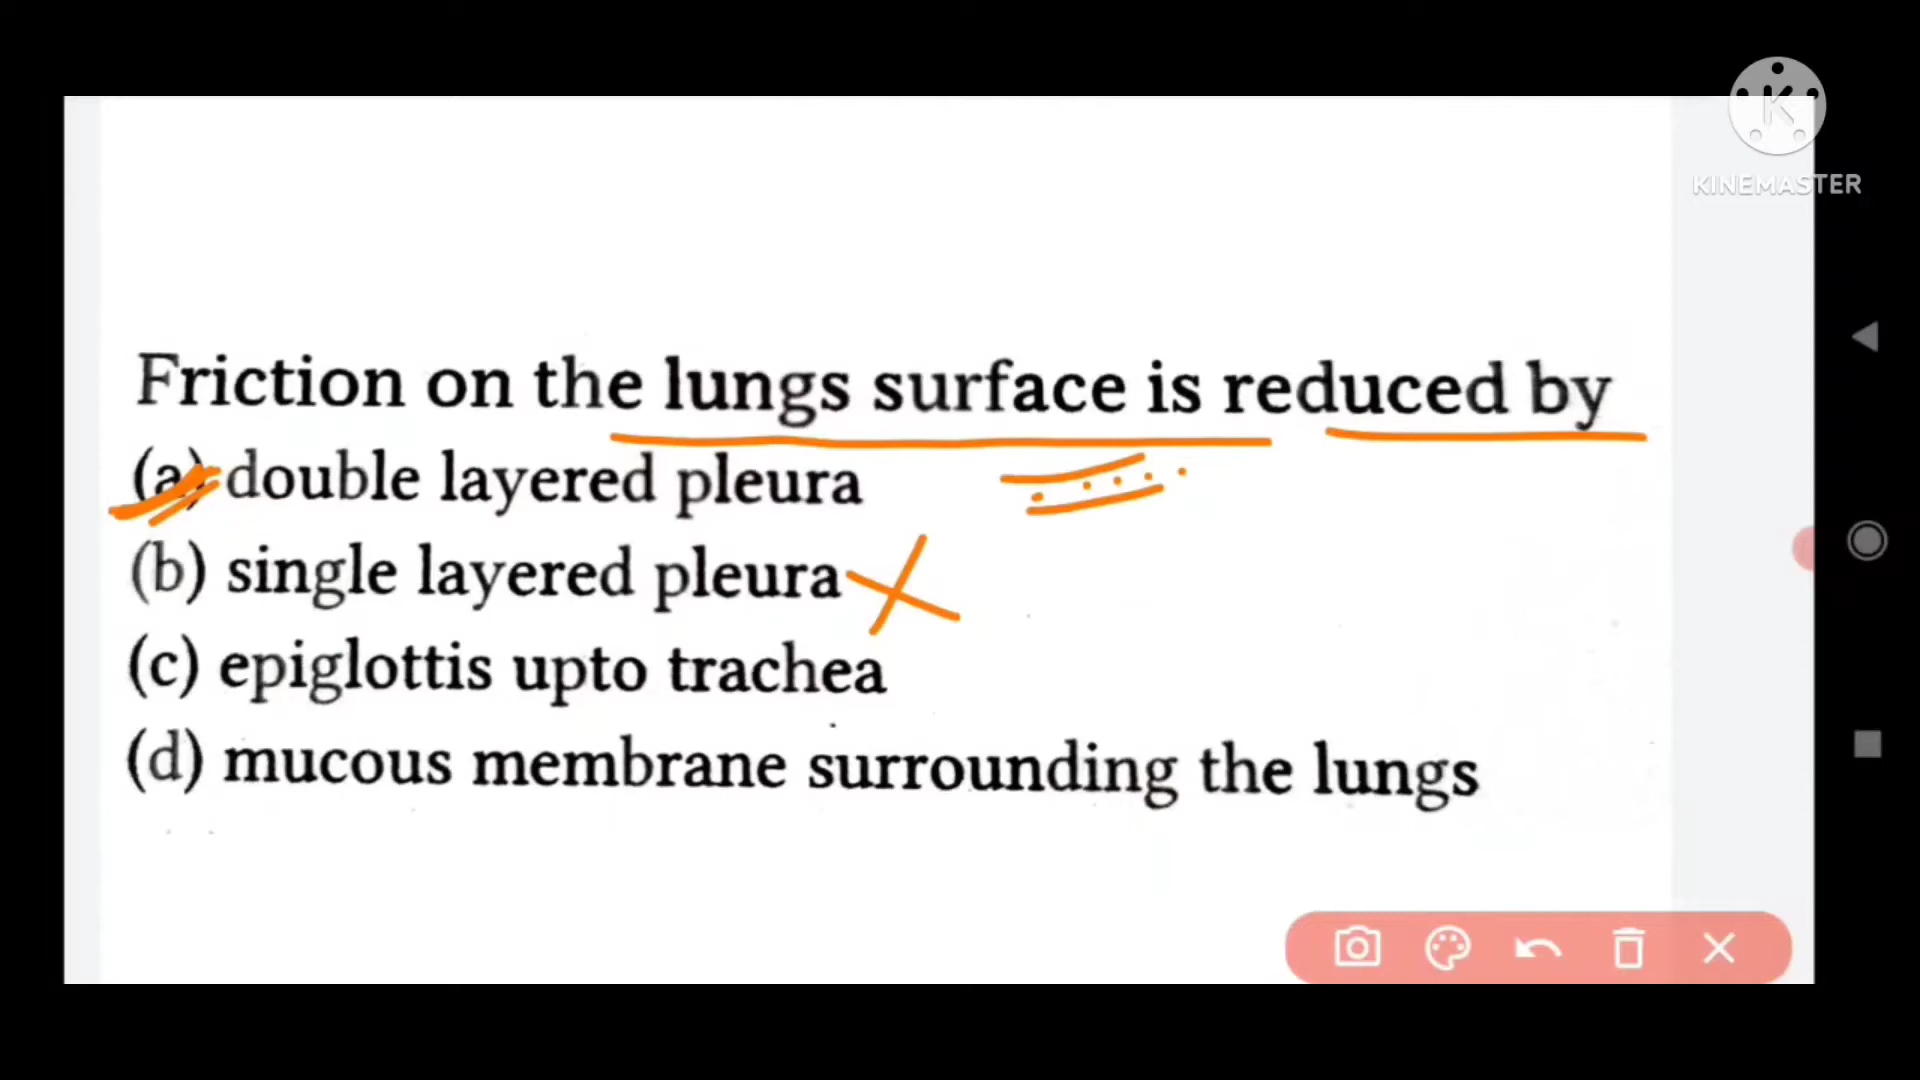 KINEMASTER
Friction on the lungs surface is reduced by
(a) double layered pleura
(b) single layered pleura
(c) epiglottis upto trachea
(d) mucous membrane surrounding the lungs